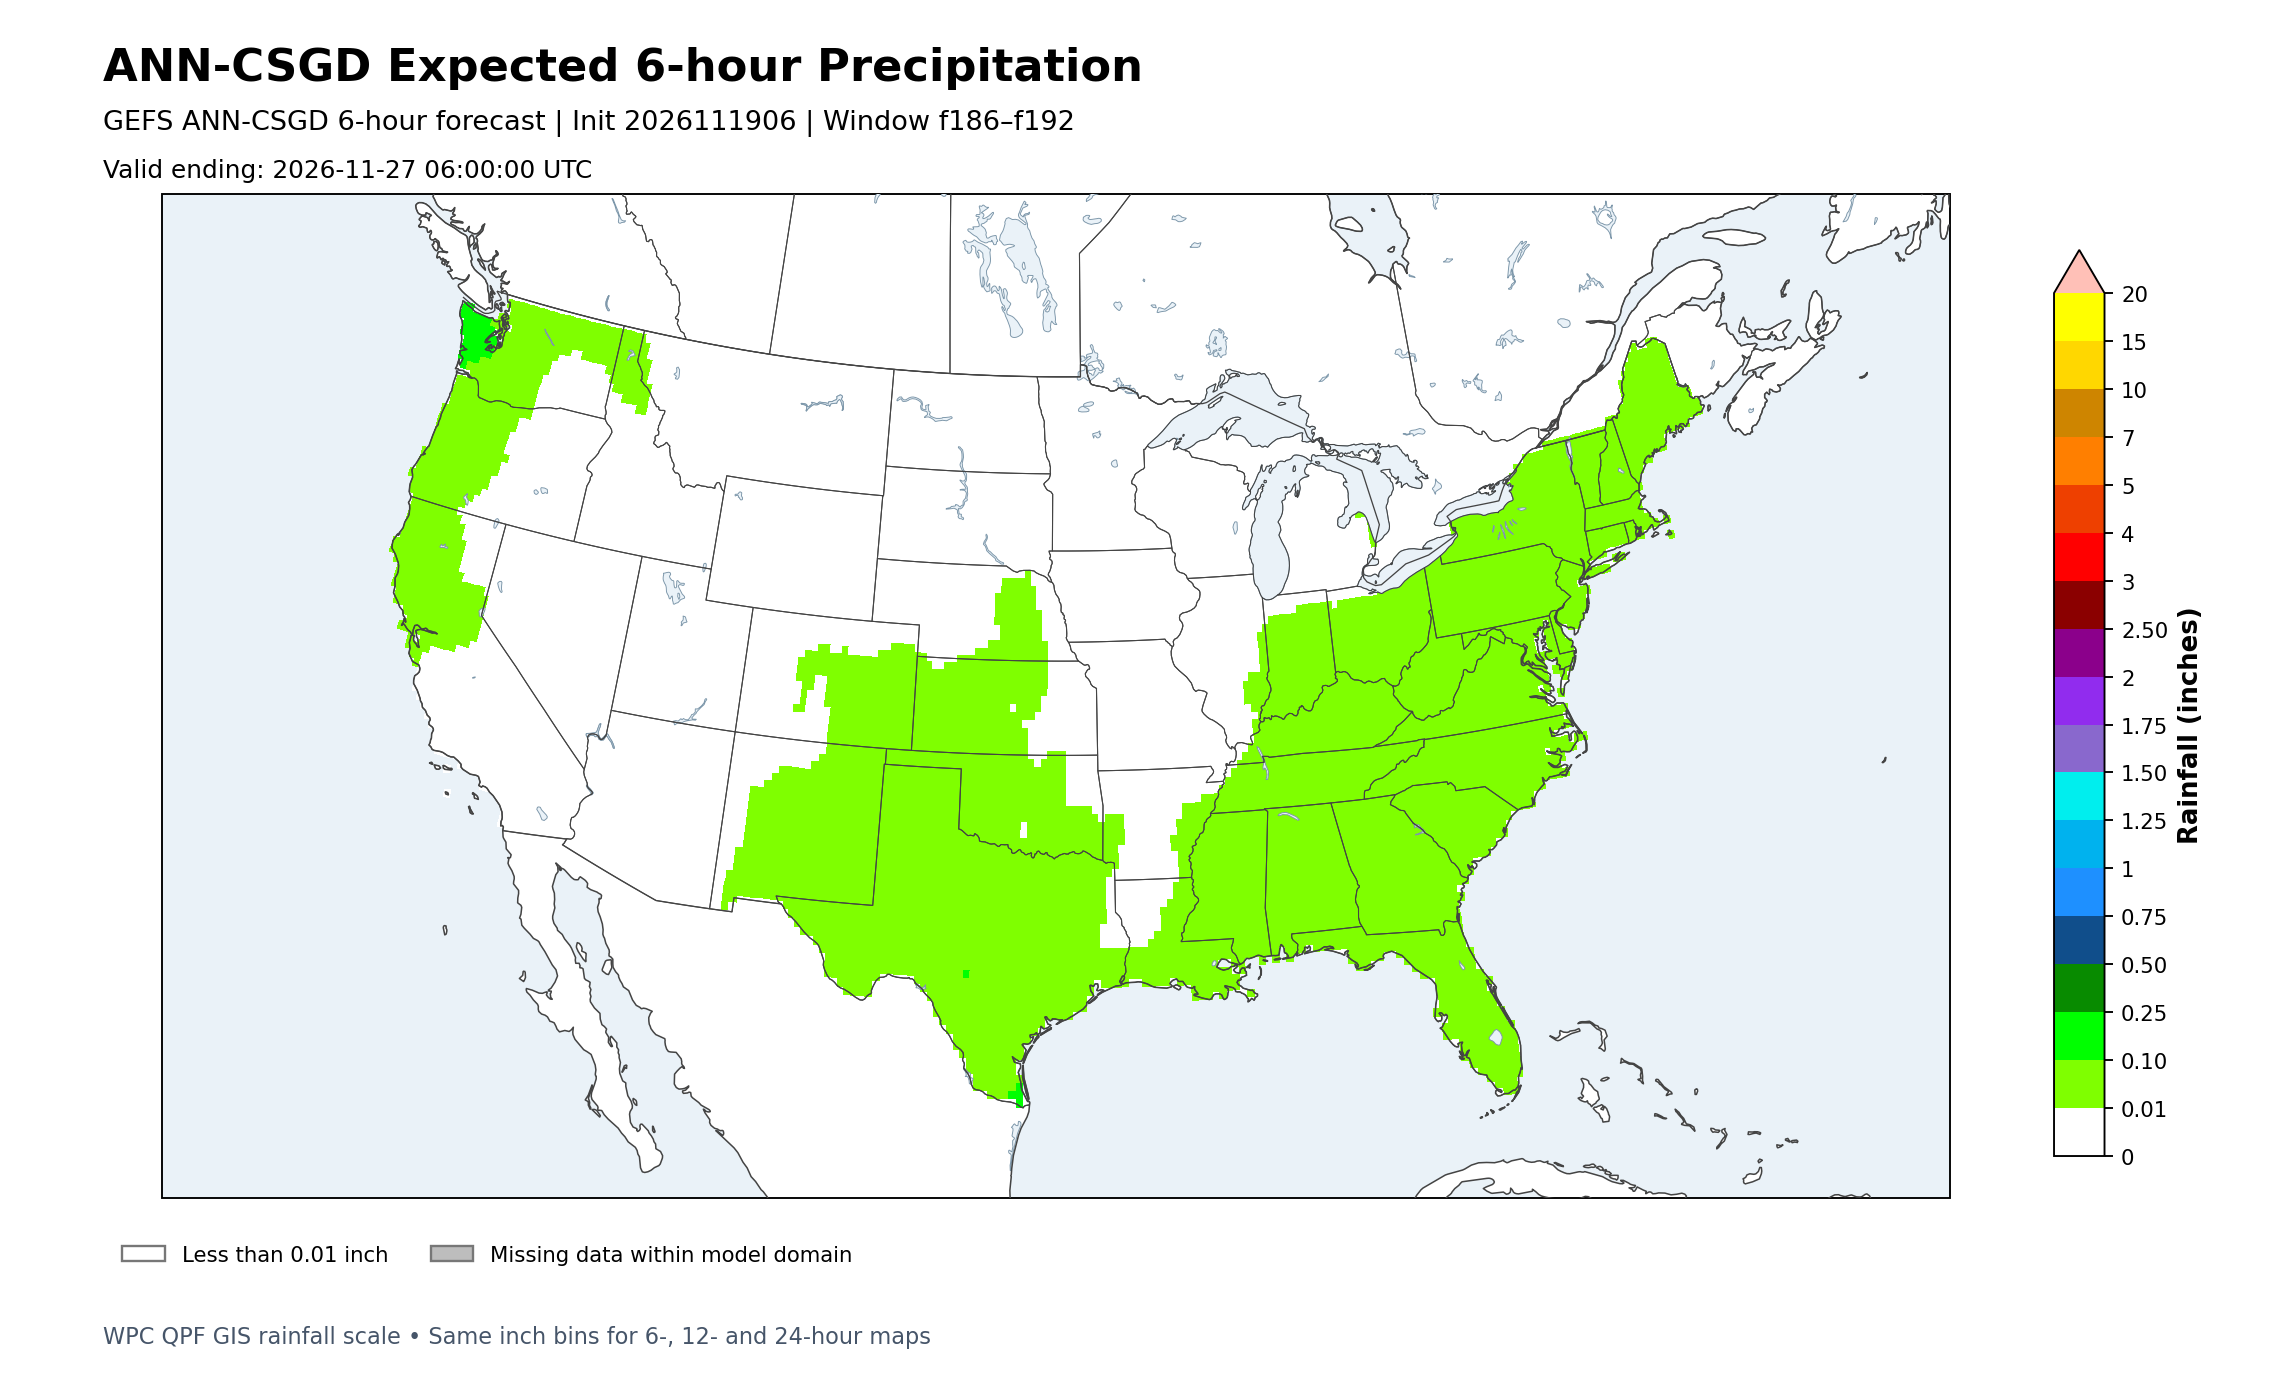 ANN-CSGD Expected 6-hour Precipitation
GEFS ANN-CSGD 6-hour forecast | Init 2026111906 | Window f186–f192
Valid ending: 2026-11-27 06:00:00 UTC
20
15
10
7
5
4
3
2.50
2
1.75
1.50
1.25
1
0.75
0.50
0.25
0.10
0.01
0
Rainfall (inches)
Less than 0.01 inch
Missing data within model domain
WPC QPF GIS rainfall scale • Same inch bins for 6-, 12- and 24-hour maps